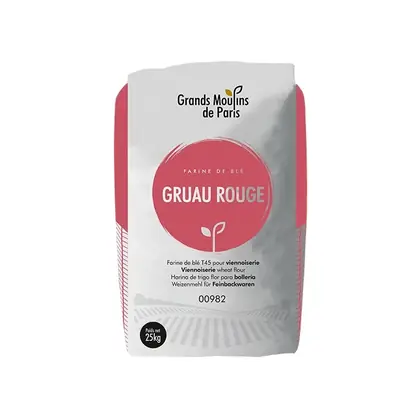 Grands Moulins
de Paris
FARINE DE BLÉ
GRUAU ROUGE
Farine de blé T45 pour viennoiserie
Viennoiserie wheat flour
Harina de trigo flor para bolleria
Weizenmehl für Feinbackwaren
00982
Poids net
25kg